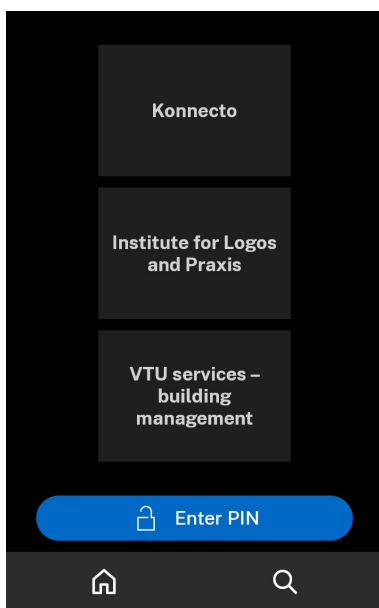 Konnecto
Institute for Logos
and Praxis
VTU services –
building
management
Enter PIN